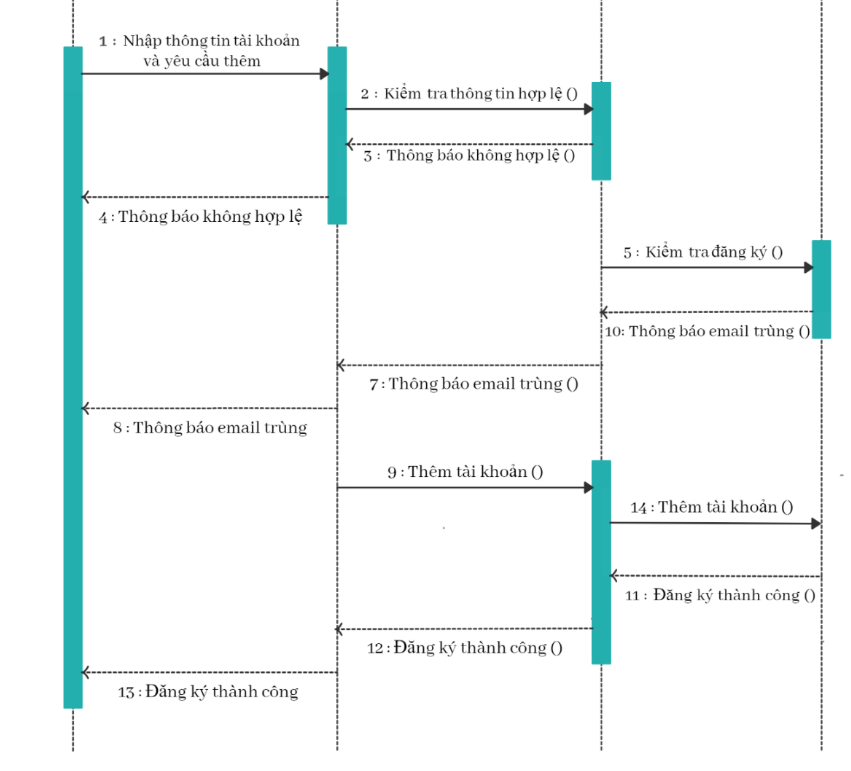 1 : Nhập thông tin tài khoản
và yêu cầu thêm
2 : Kiểm tra thông tin hợp lệ ()
3 : Thông báo không hợp lệ ()
4 : Thông báo không hợp lệ
5 : Kiểm tra đăng ký ()
10: Thông báo email trùng ()
7 : Thông báo email trùng ()
8 : Thông báo email trùng
9 : Thêm tài khoản ()
14 : Thêm tài khoản ()
11 : Đăng ký thành công ()
12 : Đăng ký thành công ()
13 : Đăng ký thành công